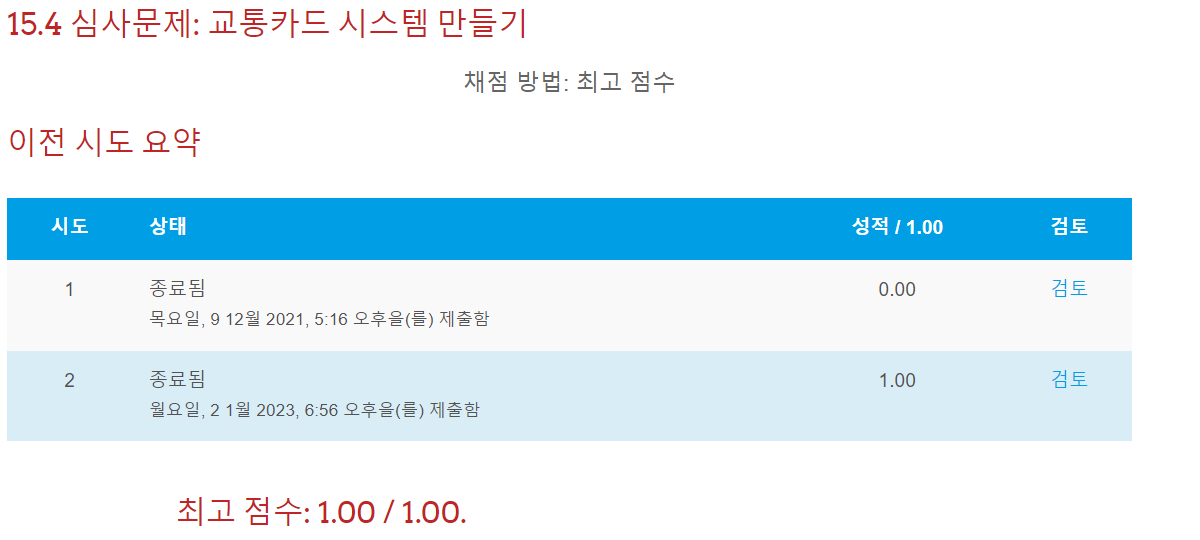 15.4 심사문제: 교통카드 시스템 만들기
채점 방법: 최고 점수
이전 시도 요약
시도 상태 성적 / 1.00 검토
1 종료됨 0.00 검토
목요일, 9 12월 2021, 5:16 오후을(를) 제출함
2 종료됨 1.00 검토
월요일, 2 1월 2023, 6:56 오후을(를) 제출함
최고 점수: 1.00 / 1.00.